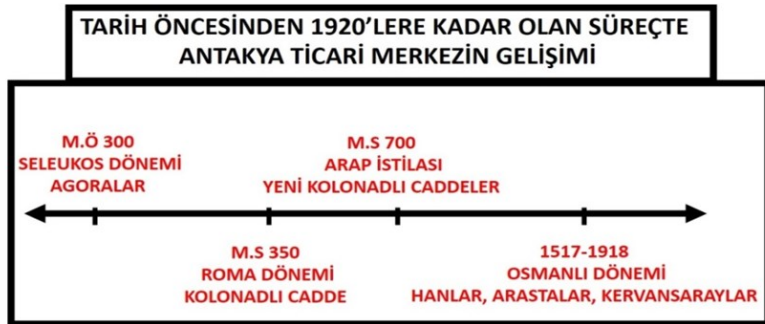 TARİH ÖNCESİNDEN 1920'LERE KADAR OLAN SÜREÇTE
ANTAKYA TİCARİ MERKEZİN GELİŞİMİ
M.Ö 300
SELEUKOS DÖNEMİ
AGORALAR
M.S 700
ARAP İSTİLASI
YENİ KOLONADLI CADDELER
M.S 350
ROMA DÖNEMİ
KOLONADLI CADDE
1517-1918
OSMANLI DÖNEMİ
HANLAR, ARASTALAR, KERVANSARAYLAR